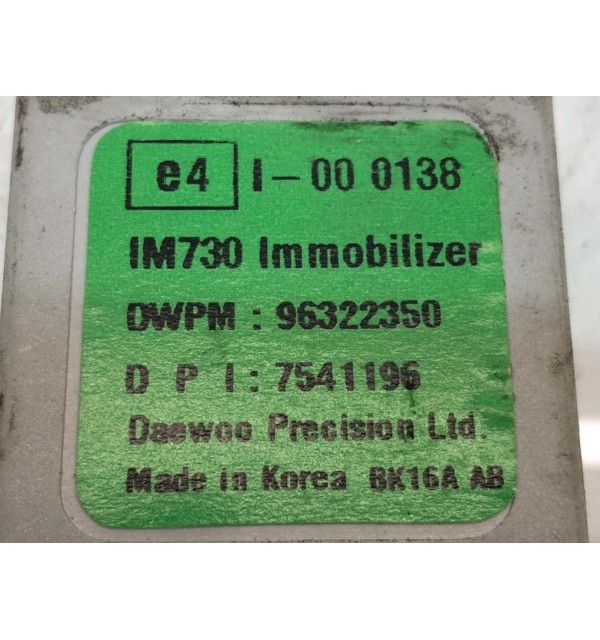 e4 I-00 0138
IM730 Immobilizer
DWPM : 96322350
D P I : 7541196
Daewoo Precision Ltd.
Made in Korea BK16A AB